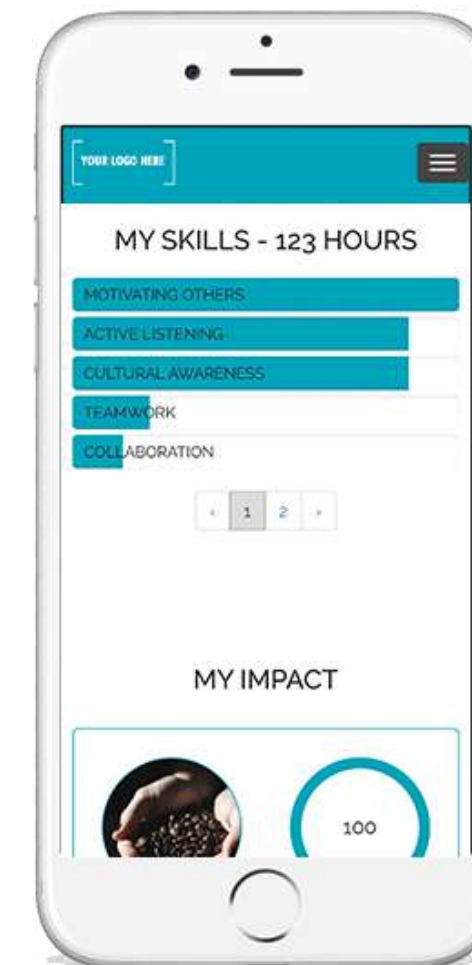 YOUR LOGO HERE
MY SKILLS - 123 HOURS
MOTIVATING OTHERS
ACTIVE LISTENING
CULTURAL AWARENESS
TEAMWORK
COLLABORATION
‹ 1 2 ›
MY IMPACT
100